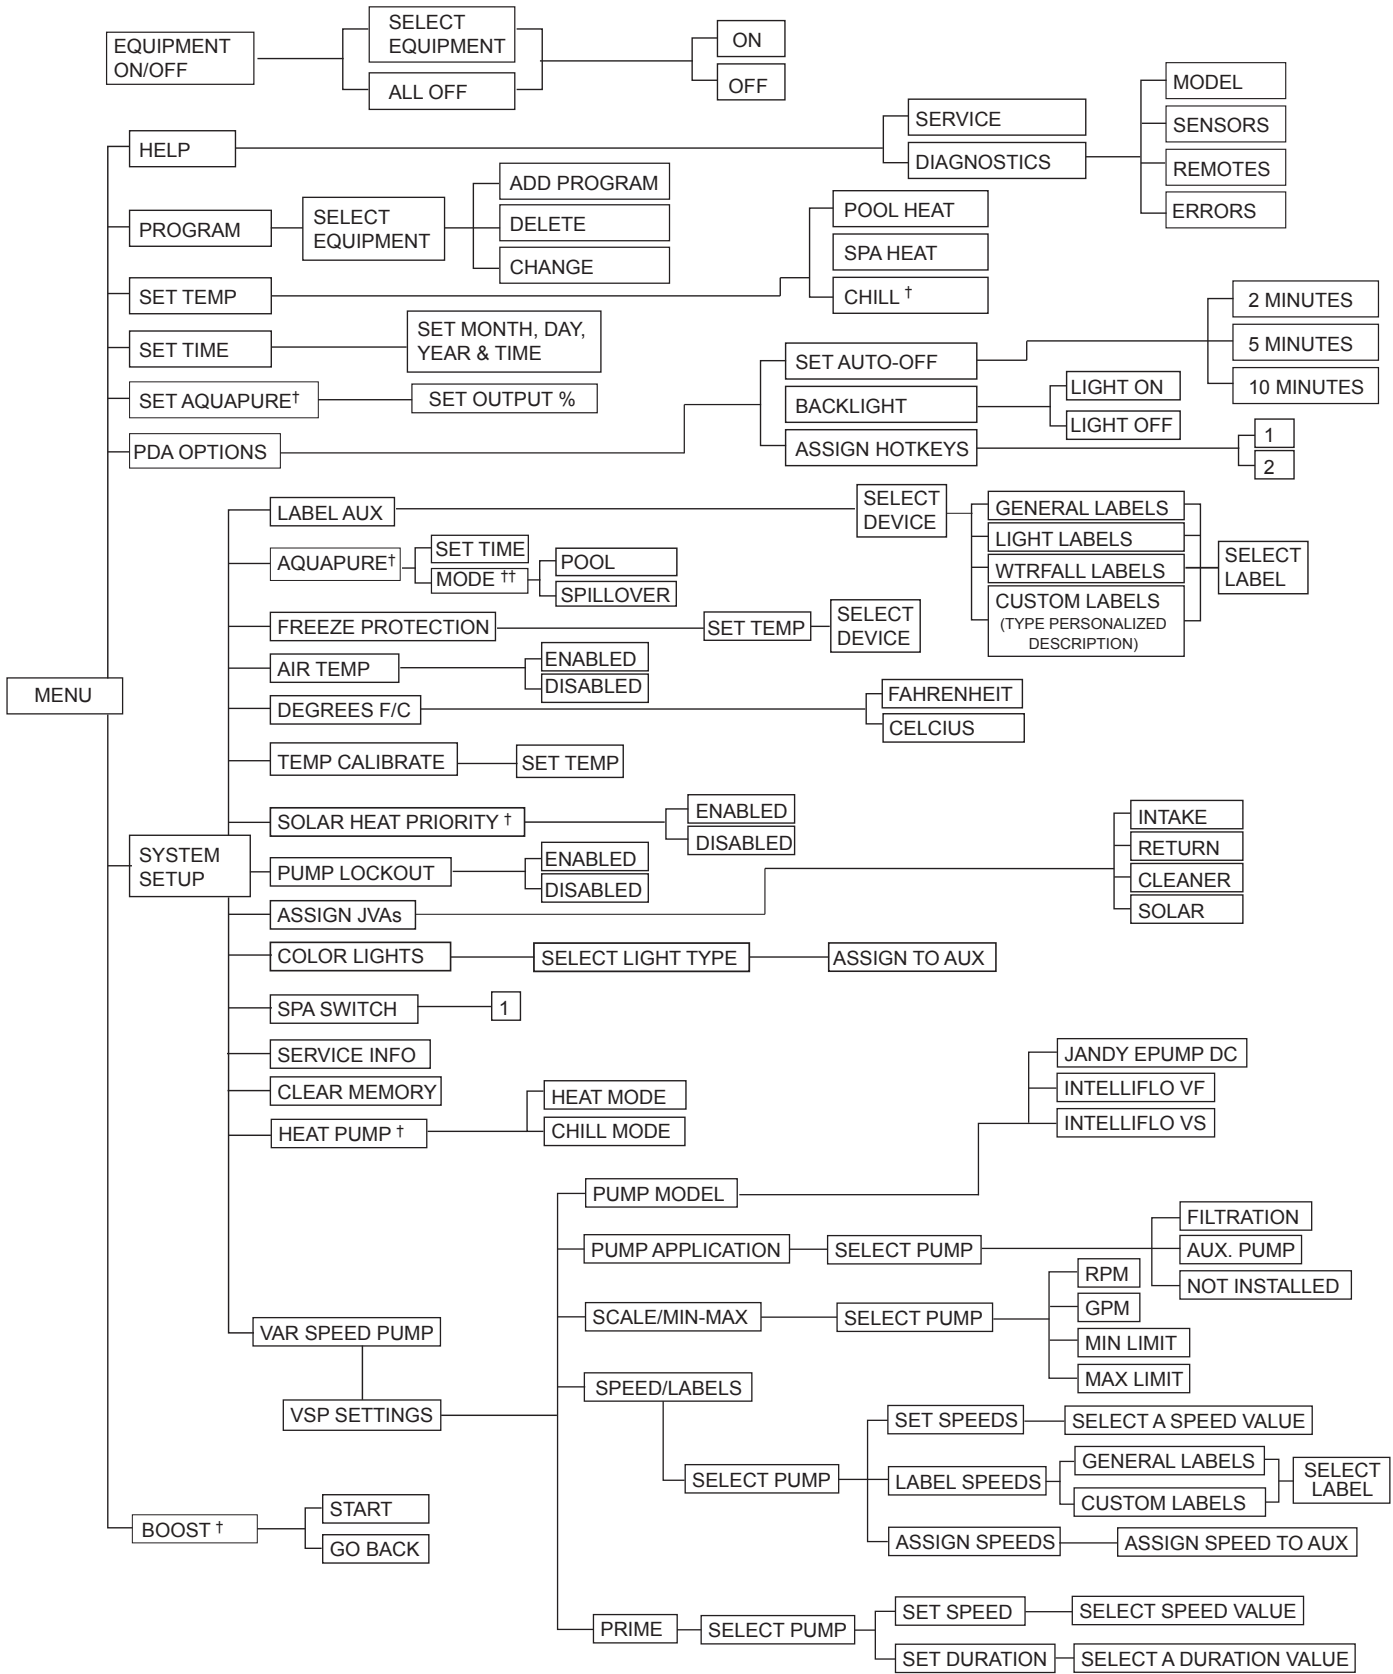 EQUIPMENT
ON/OFF
SELECT
EQUIPMENT
ALL OFF
ON
OFF
MENU
HELP
SERVICE
DIAGNOSTICS
MODEL
SENSORS
REMOTES
ERRORS
PROGRAM
SELECT
EQUIPMENT
ADD PROGRAM
DELETE
CHANGE
SET TEMP
POOL HEAT
SPA HEAT
CHILL †
SET TIME
SET MONTH, DAY,
YEAR & TIME
SET AQUAPURE†
SET OUTPUT %
PDA OPTIONS
SET AUTO-OFF
2 MINUTES
5 MINUTES
10 MINUTES
BACKLIGHT
LIGHT ON
LIGHT OFF
ASSIGN HOTKEYS
1
2
SYSTEM
SETUP
LABEL AUX
SELECT
DEVICE
GENERAL LABELS
LIGHT LABELS
WTRFALL LABELS
CUSTOM LABELS
(TYPE PERSONALIZED
DESCRIPTION)
SELECT
LABEL
AQUAPURE†
SET TIME
MODE ††
POOL
SPILLOVER
FREEZE PROTECTION
SET TEMP
SELECT
DEVICE
AIR TEMP
ENABLED
DISABLED
DEGREES F/C
FAHRENHEIT
CELCIUS
TEMP CALIBRATE
SET TEMP
SOLAR HEAT PRIORITY †
ENABLED
DISABLED
PUMP LOCKOUT
ENABLED
DISABLED
ASSIGN JVAs
INTAKE
RETURN
CLEANER
SOLAR
COLOR LIGHTS
SELECT LIGHT TYPE
ASSIGN TO AUX
SPA SWITCH
1
SERVICE INFO
CLEAR MEMORY
HEAT PUMP †
HEAT MODE
CHILL MODE
VAR SPEED PUMP
VSP SETTINGS
PUMP MODEL
JANDY EPUMP DC
INTELLIFLO VF
INTELLIFLO VS
PUMP APPLICATION
SELECT PUMP
FILTRATION
AUX. PUMP
NOT INSTALLED
SCALE/MIN-MAX
SELECT PUMP
RPM
GPM
MIN LIMIT
MAX LIMIT
SPEED/LABELS
SELECT PUMP
SET SPEEDS
SELECT A SPEED VALUE
LABEL SPEEDS
GENERAL LABELS
CUSTOM LABELS
SELECT
LABEL
ASSIGN SPEEDS
ASSIGN SPEED TO AUX
PRIME
SELECT PUMP
SET SPEED
SELECT SPEED VALUE
SET DURATION
SELECT A DURATION VALUE
BOOST †
START
GO BACK